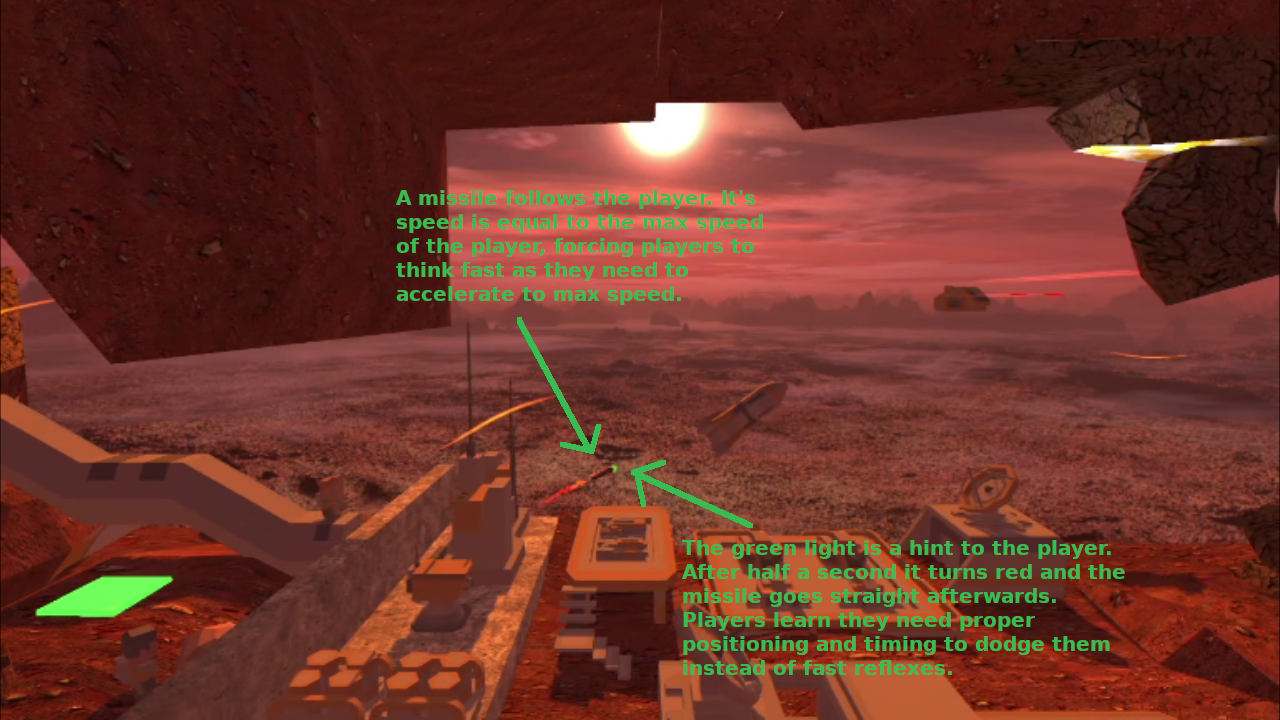 A missile follows the player. It's
speed is equal to the max speed
of the player, forcing players to
think fast as they need to
accelerate to max speed.
The green light is a hint to the player.
After half a second it turns red and the
missile goes straight afterwards.
Players learn they need proper
positioning and timing to dodge them
instead of fast reflexes.